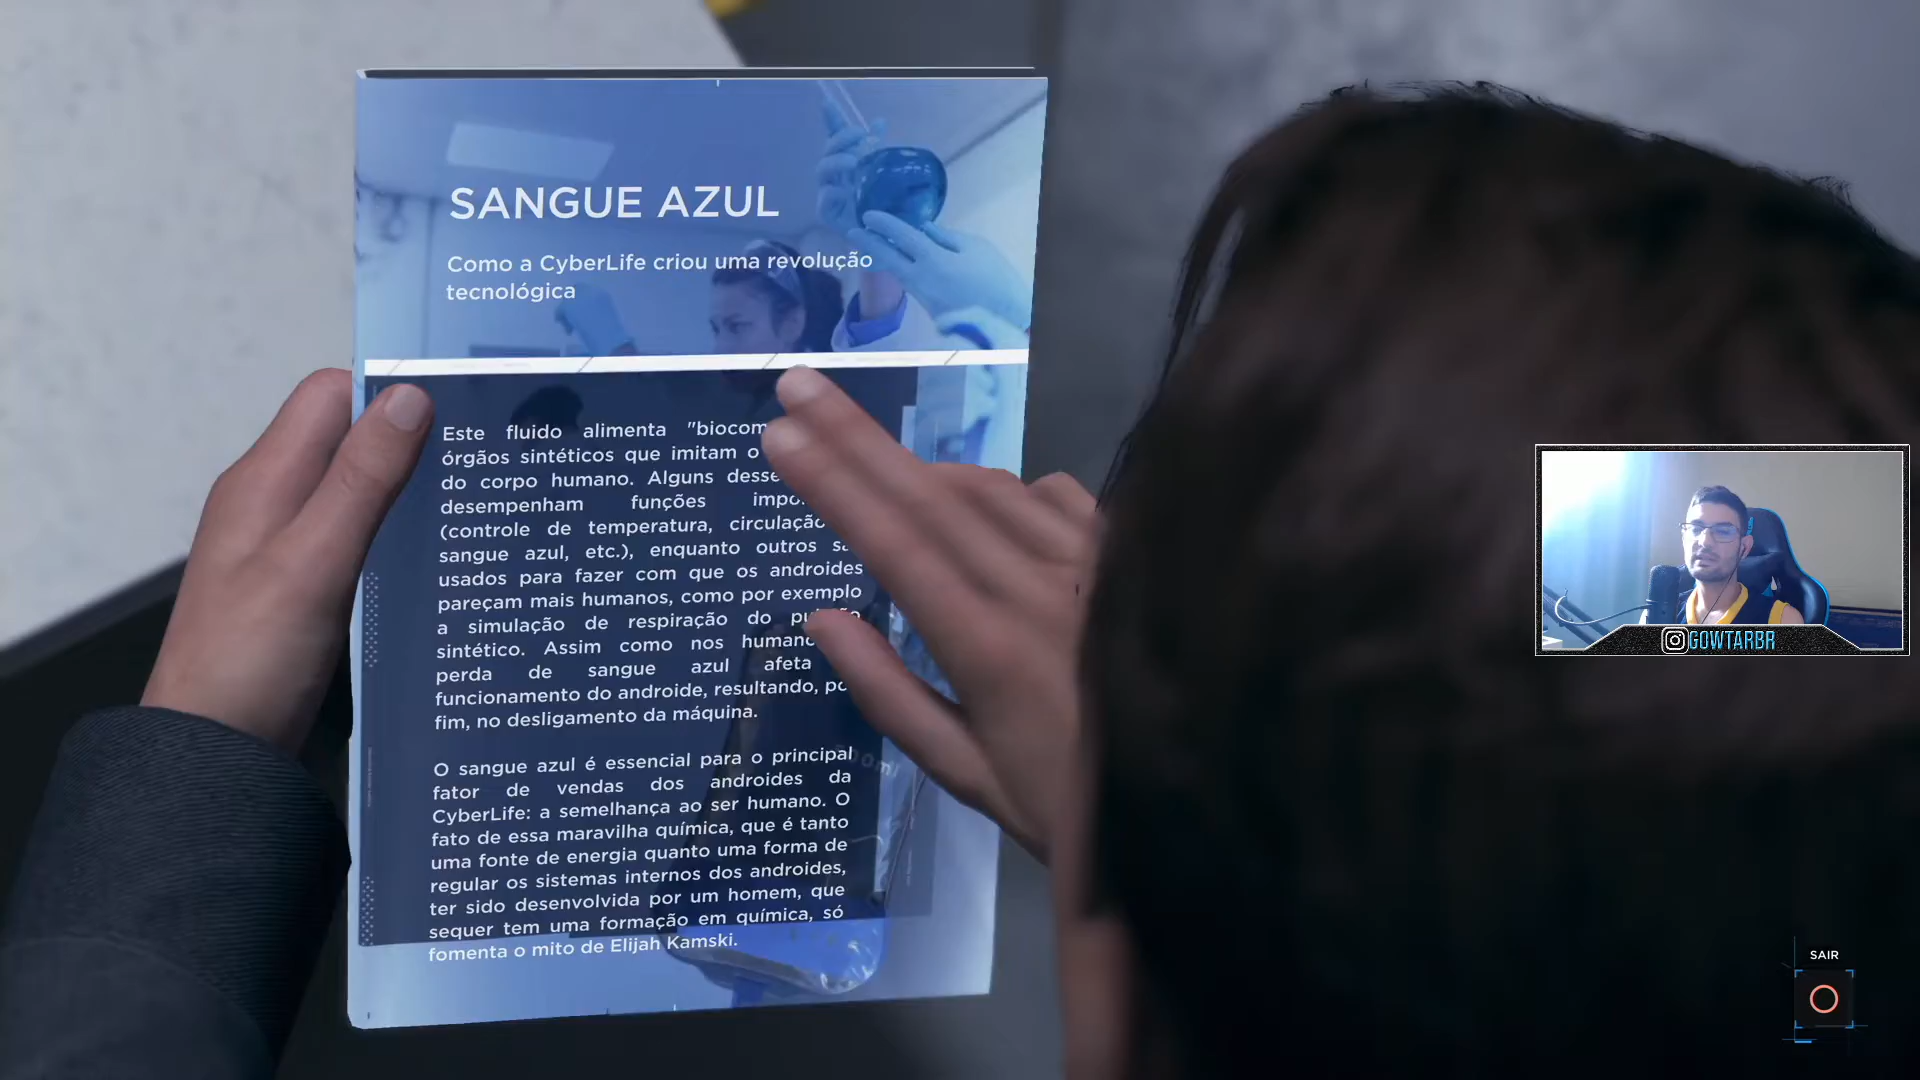 SANGUE AZUL
Como a CyberLife criou uma revolução
tecnológica
Este fluido alimenta
órgãos sintéticos que imitam o
do corpo humano. Alguns
desempenham funções
(controle de temperatura, circulação
sangue azul, etc.), enquanto outros
usados para fazer com que os androides
pareçam mais humanos, como por exemplo
a simulação de respiração do
sintético. Assim como nos
perda de sangue azul afeta
funcionamento do androide, resultando,
fim, no desligamento da máquina.
O sangue azul é essencial para o principal
fator de vendas dos androides da
CyberLife: a semelhança ao ser humano. O
fato de essa maravilha química, que é tanto
uma fonte de energia quanto uma forma de
regular os sistemas internos dos androides,
ter sido desenvolvida por um homem, que
sequer tem uma formação em química, só
fomenta o mito de Elijah Kamski.
GOWTARBR
SAIR